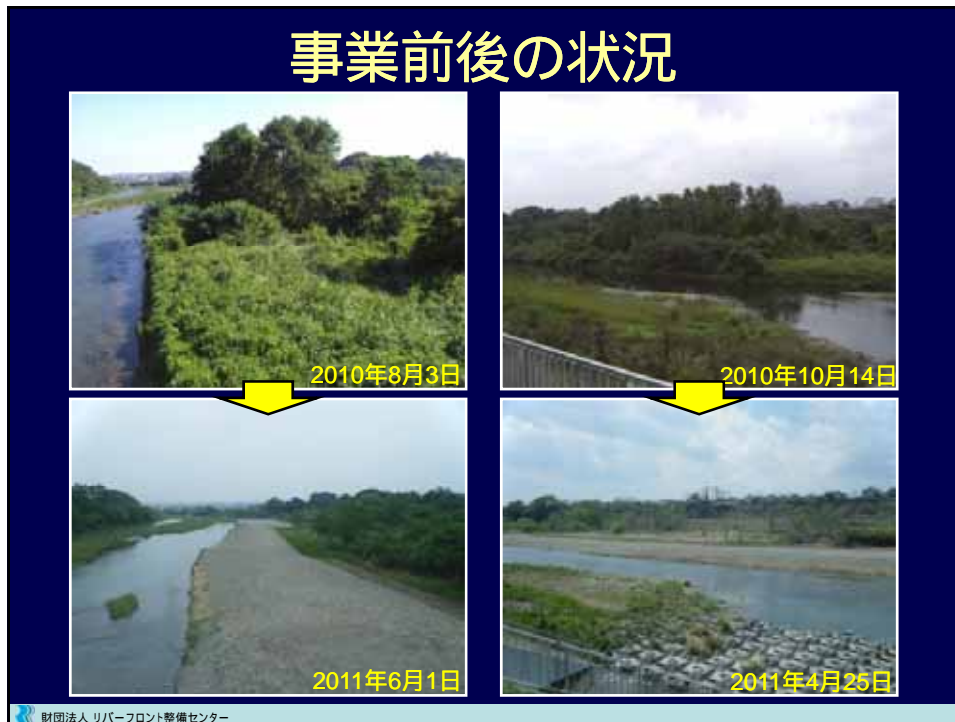 事業前後の状況
2010年8月3日
2010年10月14日
2011年6月1日
2011年4月25日
財団法人 リバーフロント整備センター